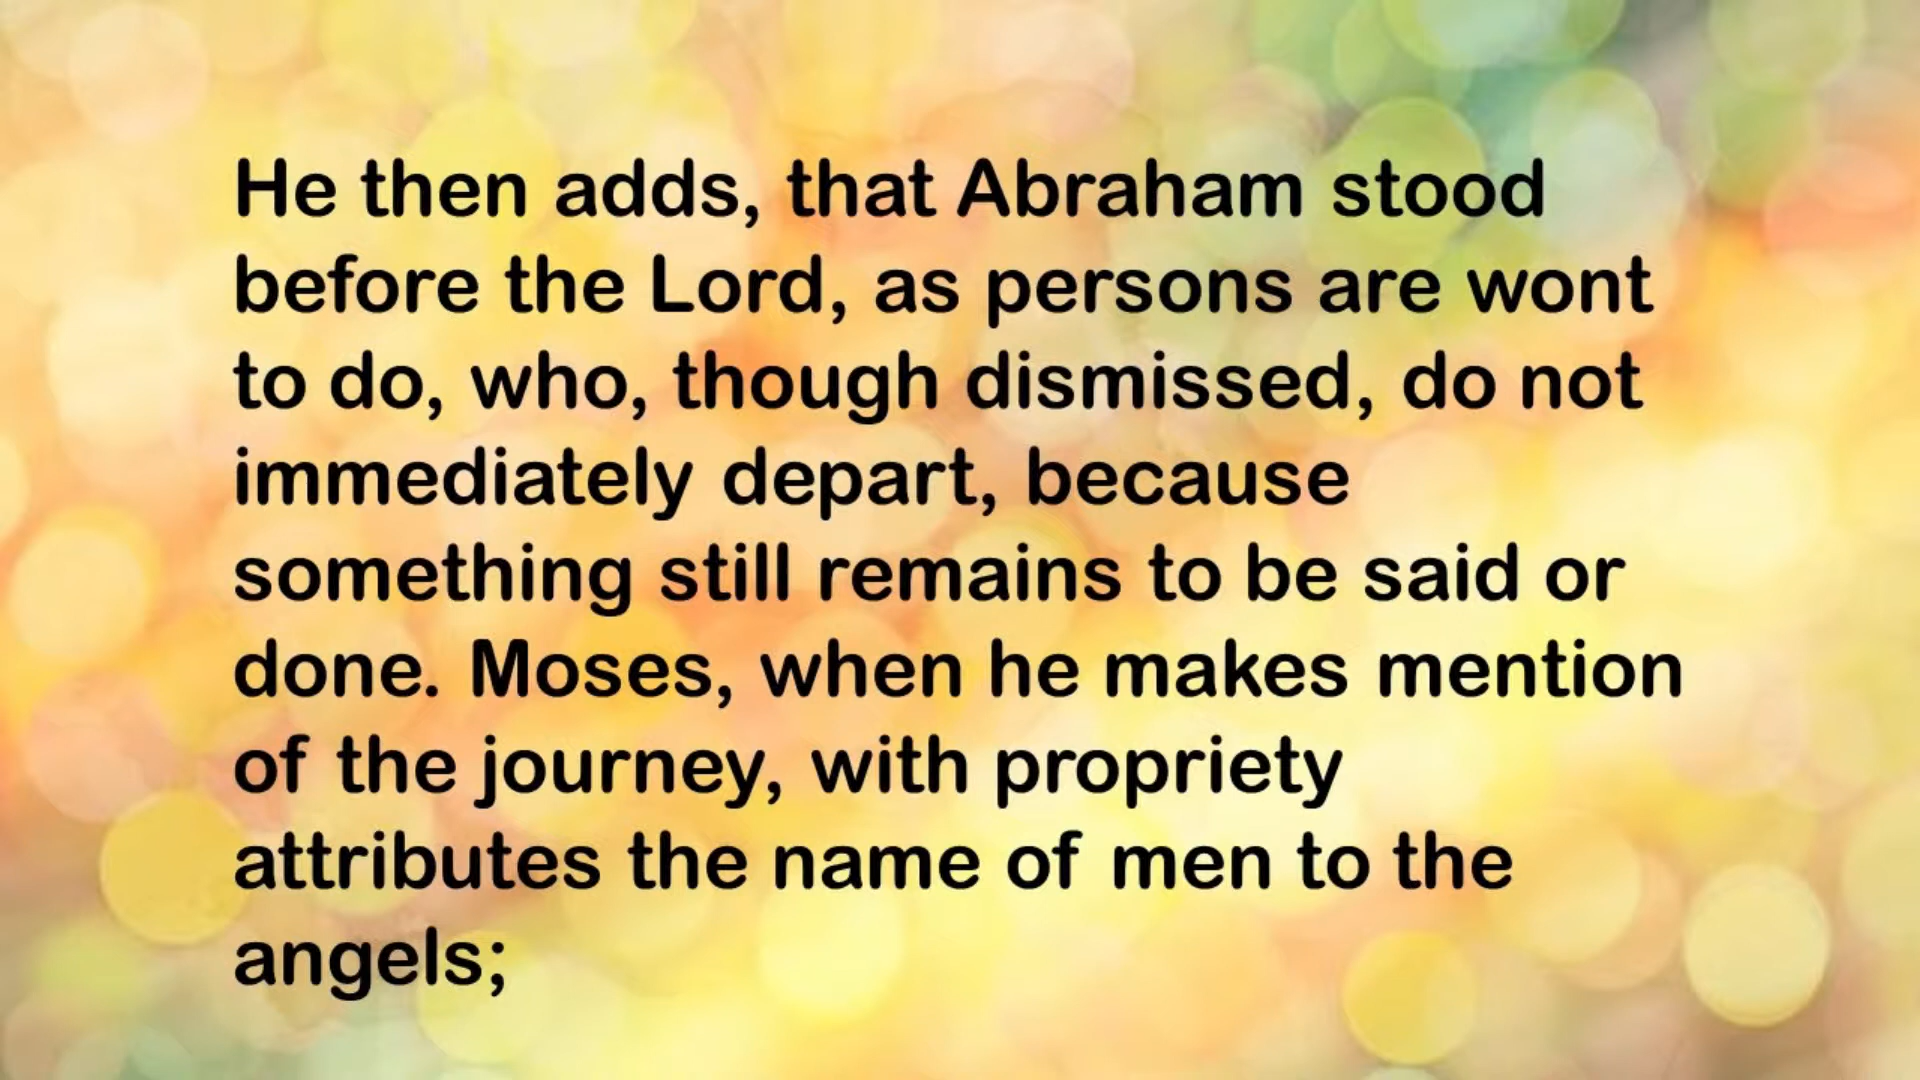 He then adds, that Abraham stood
before the Lord, as persons are wont
to do, who, though dismissed, do not
immediately depart, because
something still remains to be said or
done. Moses, when he makes mention
of the journey, with propriety
attributes the name of men to the
angels;